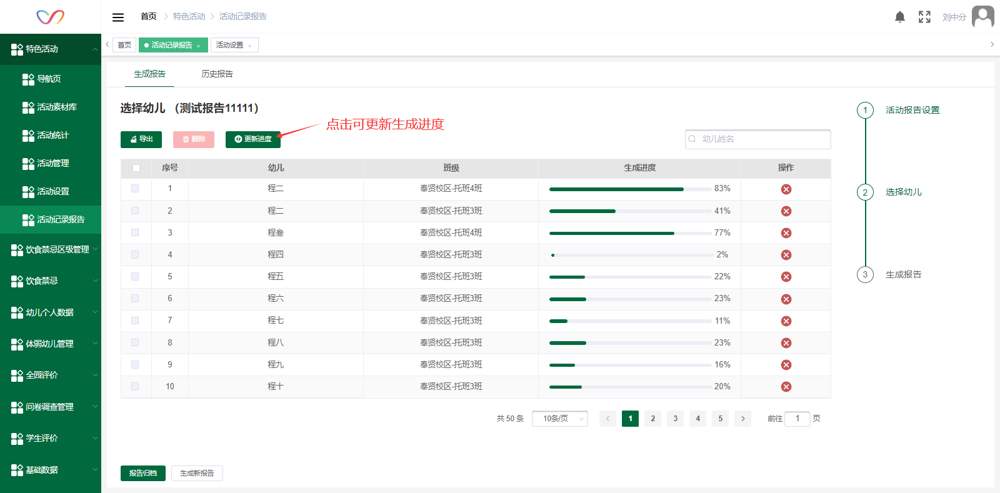 首页 特色活动 活动记录报告
刘中分
首页 活动记录报告 × 活动设置 ×
特色活动
导航页
活动素材库
活动统计
活动管理
活动设置
活动记录报告
饮食禁忌区级管理
饮食禁忌
幼儿个人数据
体弱幼儿管理
全园评价
问卷调查管理
学生评价
基础数据
生成报告 历史报告
选择幼儿 （测试报告11111）
点击可更新生成进度
导出 删除 更新进度
幼儿姓名
序号 幼儿 班级 生成进度 操作
1 程二 奉贤校区-托班4班 83%
2 程二 奉贤校区-托班3班 41%
3 程叁 奉贤校区-托班4班 77%
4 程四 奉贤校区-托班3班 2%
5 程五 奉贤校区-托班3班 22%
6 程六 奉贤校区-托班3班 23%
7 程七 奉贤校区-托班3班 11%
8 程八 奉贤校区-托班3班 23%
9 程九 奉贤校区-托班3班 16%
10 程十 奉贤校区-托班3班 20%
共 50 条 10条/页 1 2 3 4 5 前往 1 页
报告归档 生成新报告
1 活动报告设置
2 选择幼儿
3 生成报告